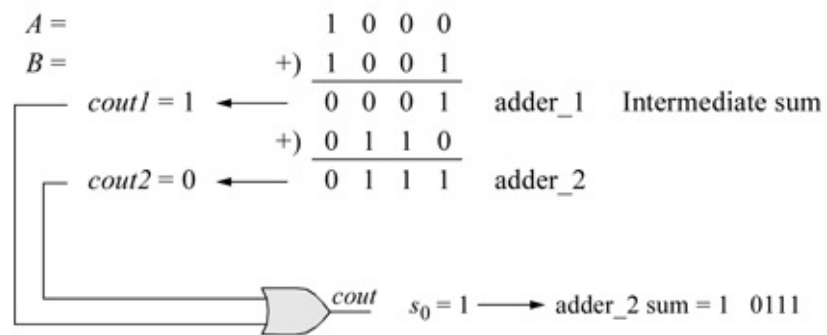 A = 1 0 0 0
B = +) 1 0 0 1
cout1 = 1 0 0 0 1 adder_1 Intermediate sum
+) 0 1 1 0
cout2 = 0 0 1 1 1 adder_2
cout s₀ = 1 adder_2 sum = 1 0111